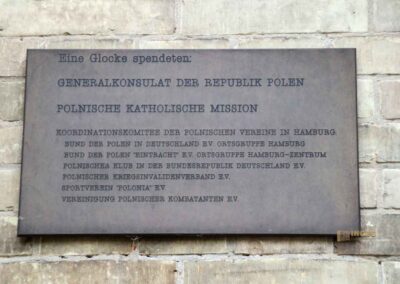 Eine Glocke spendeten:
GENERALKONSULAT DER REPUBLIK POLEN
POLNISCHE KATHOLISCHE MISSION
KOORDINATIONSKOMITEE DER POLNISCHEN VEREINE IN HAMBURG:
BUND DER POLEN IN DEUTSCHLAND E.V. ORTSGRUPPE HAMBURG
BUND DER POLEN "EINTRACHT" E.V. ORTSGRUPPE HAMBURG-ZENTRUM
POLNISCHES KLUB IN DER BUNDESREPUBLIK DEUTSCHLAND E.V.
POLNISCHER KRIEGSINVALIDENVERBAND E.V.
SPORTVEREIN "POLONIA" E.V.
VEREINIGUNG POLNISCHER KOMBATANTEN E.V.